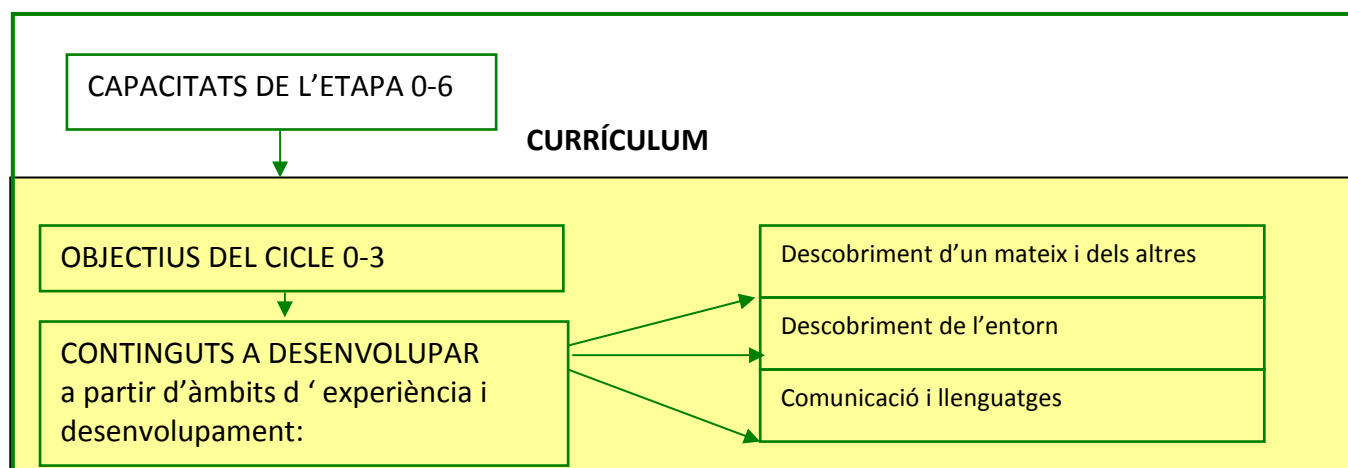 CAPACITATS DE L’ETAPA 0-6
CURRÍCULUM
OBJECTIUS DEL CICLE 0-3
CONTINGUTS A DESENVOLUPAR
a partir d’àmbits d ‘ experiència i
desenvolupament:
Descobriment d’un mateix i dels altres
Descobriment de l’entorn
Comunicació i llenguatges